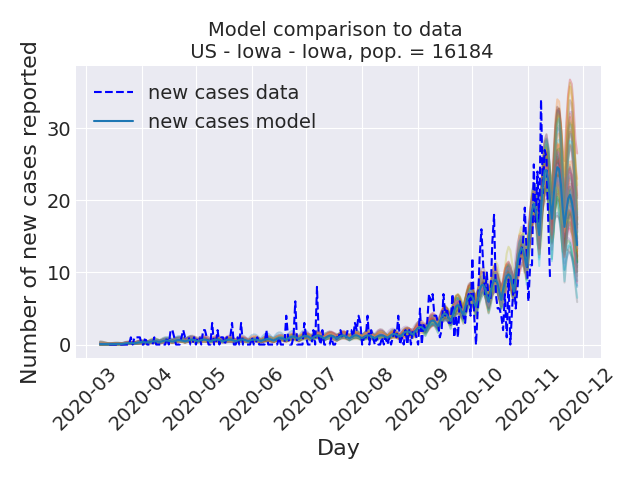 Model comparison to data
US - Iowa - Iowa, pop. = 16184
Number of new cases reported
new cases data
new cases model
30
20
10
0
2020-03
2020-04
2020-05
2020-06
2020-07
2020-08
2020-09
2020-10
2020-11
2020-12
Day